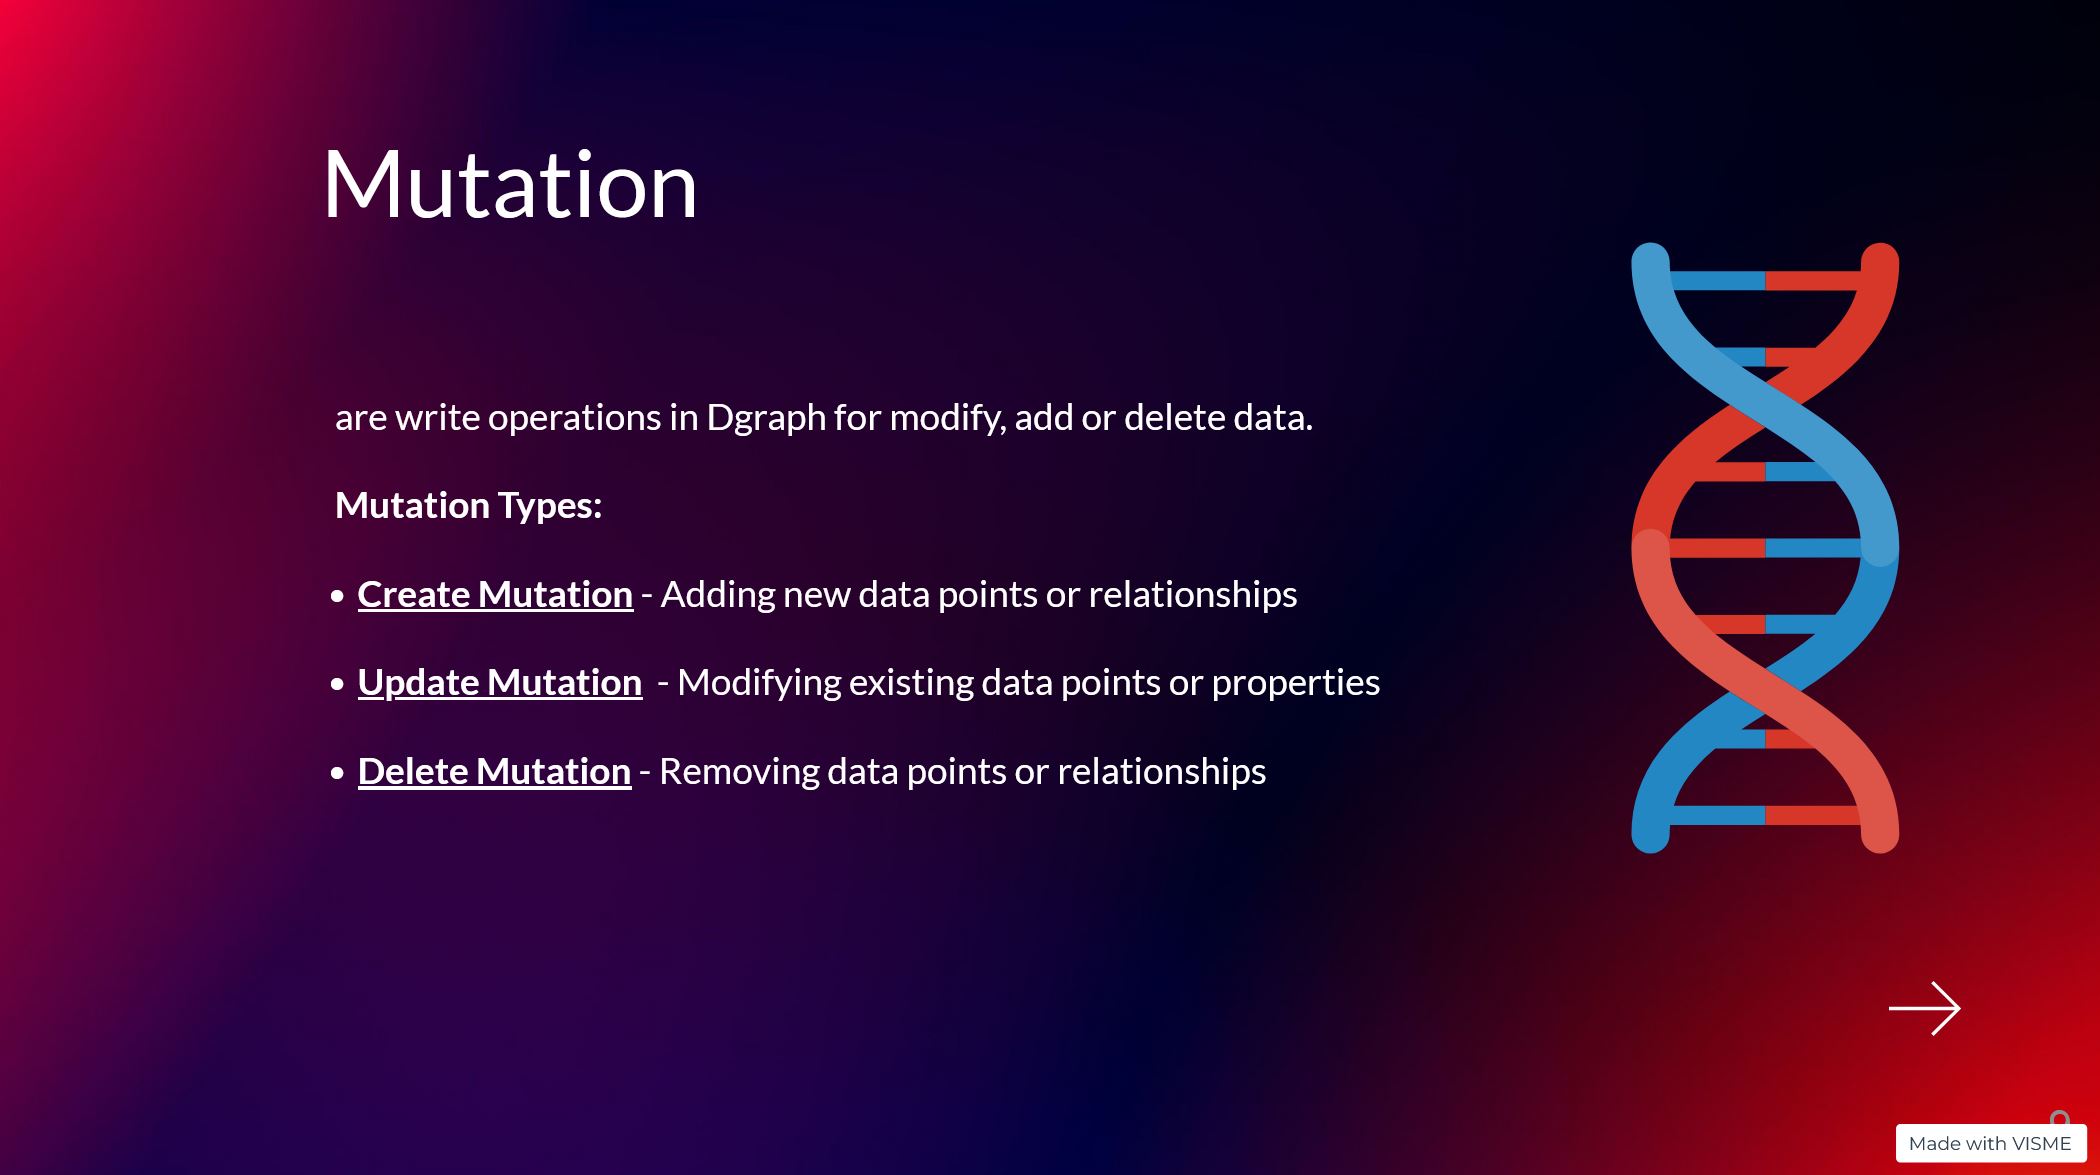 Mutation
are write operations in Dgraph for modify, add or delete data.
Mutation Types:
• Create Mutation - Adding new data points or relationships
• Update Mutation  - Modifying existing data points or properties
• Delete Mutation - Removing data points or relationships
Made with VISME